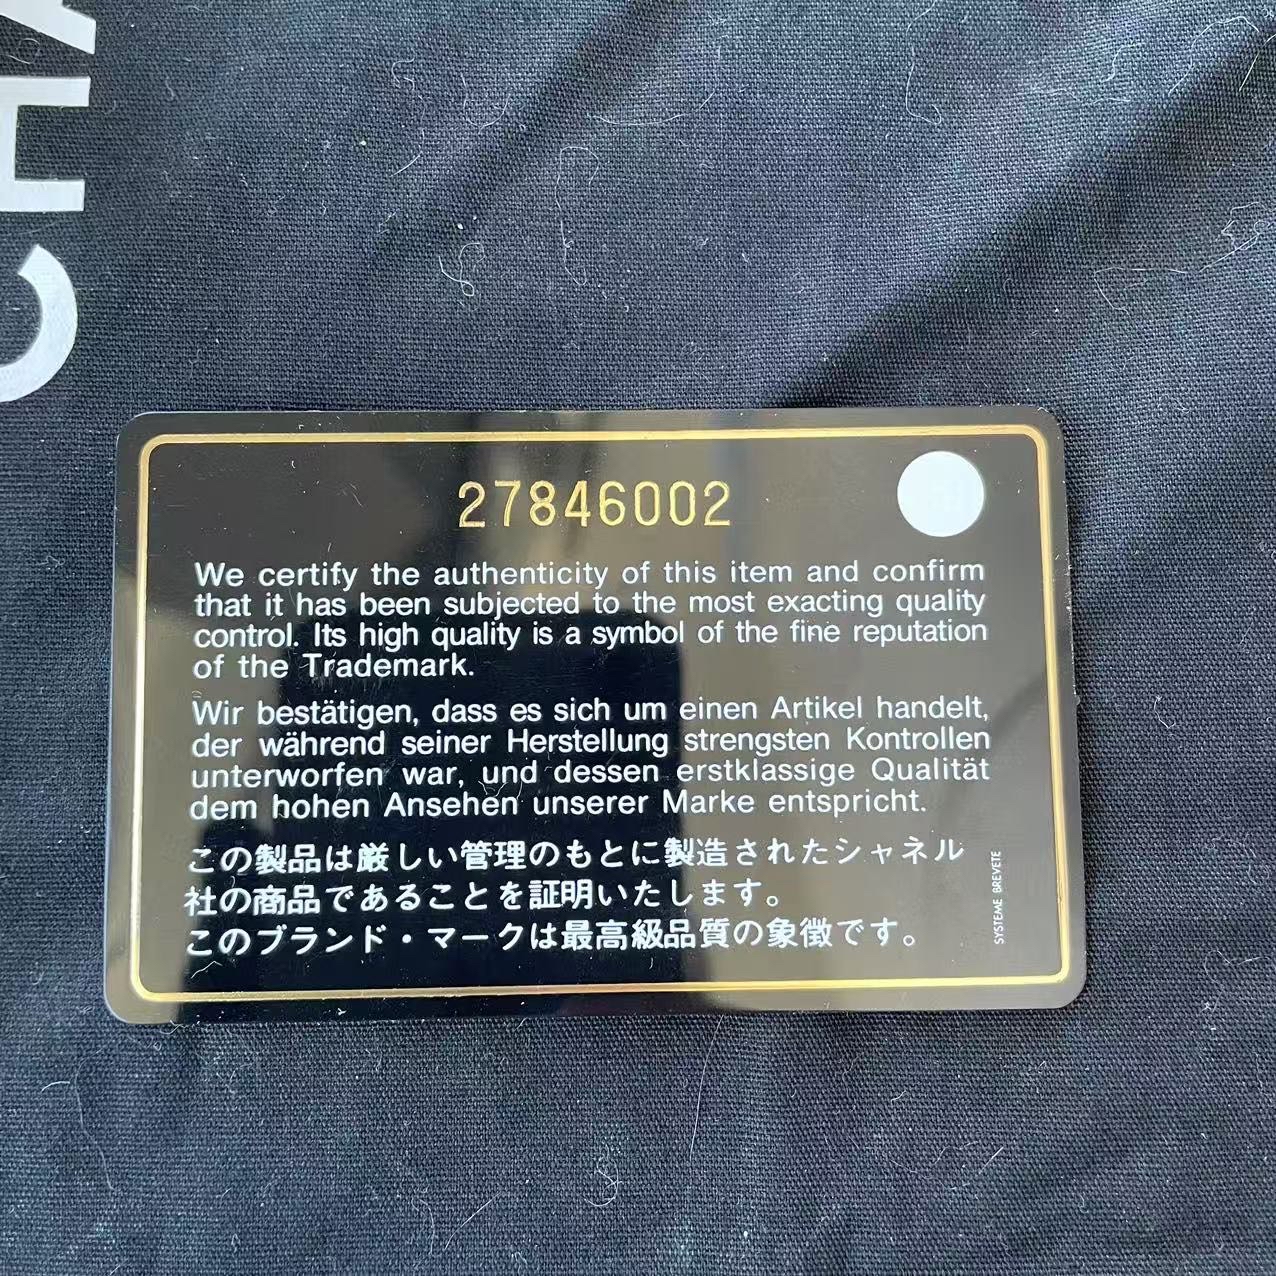 CHA
27846002
We certify the authenticity of this item and confirm
that it has been subjected to the most exacting quality
control. Its high quality is a symbol of the fine reputation
of the Trademark.
Wir bestätigen, dass es sich um einen Artikel handelt,
der während seiner Herstellung strengsten Kontrollen
unterworfen war, und dessen erstklassige Qualität
dem hohen Ansehen unserer Marke entspricht.
この製品は厳しい管理のもとに製造されたシャネル
社の商品であることを証明いたします。
このブランド・マークは最高級品質の象徴です。
SYSTEME BREVETE